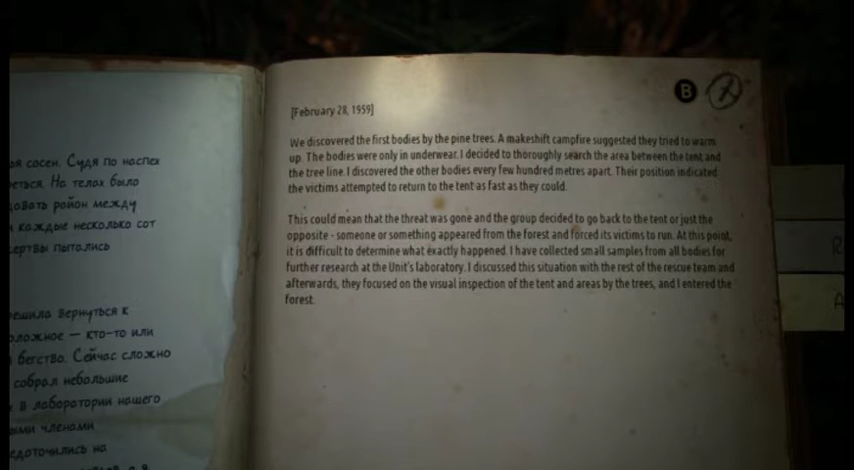 сосен. Судя по наспех
На телах было
район между
каждые несколько сот
пытались
вернуться к
— кто-то или
бегство. Сейчас сложно
собрал небольшие
в лаборатории нашего
членами
на
B
[February 28, 1959]
We discovered the first bodies by the pine trees. A makeshift campfire suggested they tried to warm
up. The bodies were only in underwear. I decided to thoroughly search the area between the tent and
the tree line. I discovered the other bodies every few hundred metres apart. Their position indicated
the victims attempted to return to the tent as fast as they could.
This could mean that the threat was gone and the group decided to go back to the tent or just the
opposite - someone or something appeared from the forest and forced its victims to run. At this point,
it is difficult to determine what exactly happened. I have collected small samples from all bodies for
further research at the Unit's laboratory. I discussed this situation with the rest of the rescue team and
afterwards, they focused on the visual inspection of the tent and areas by the trees, and I entered the
forest.